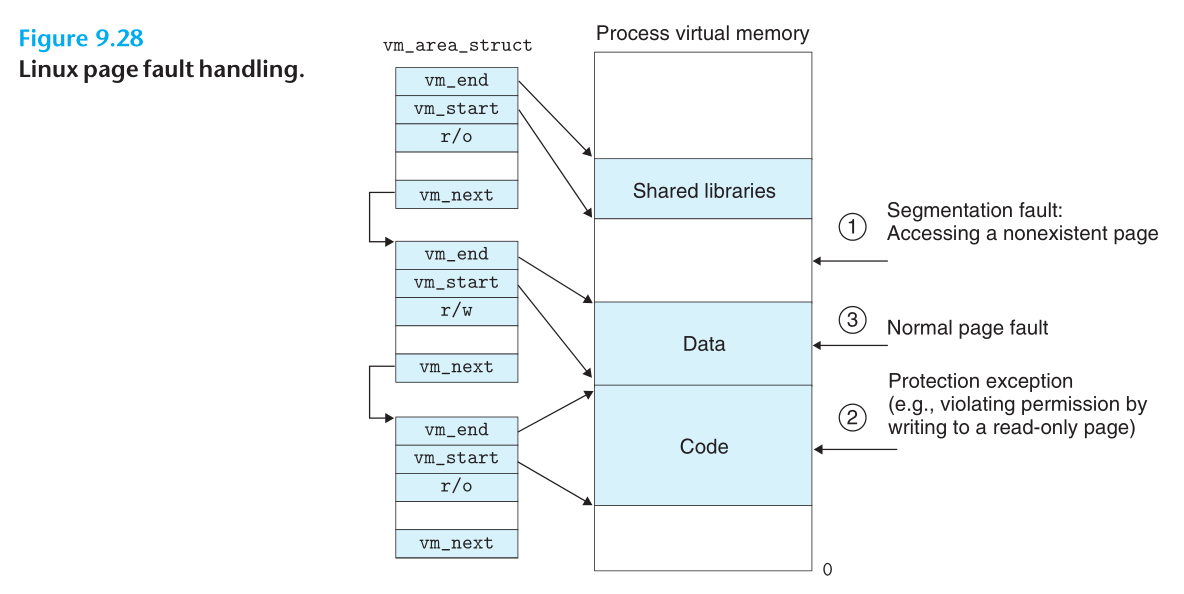 Figure 9.28
Linux page fault handling.
vm_area_struct
vm_end
vm_start
r/o
vm_next
vm_end
vm_start
r/w
vm_next
vm_end
vm_start
r/o
vm_next
Process virtual memory
Shared libraries
Data
Code
0
1
Segmentation fault:
Accessing a nonexistent page
3
Normal page fault
2
Protection exception
(e.g., violating permission by
writing to a read-only page)